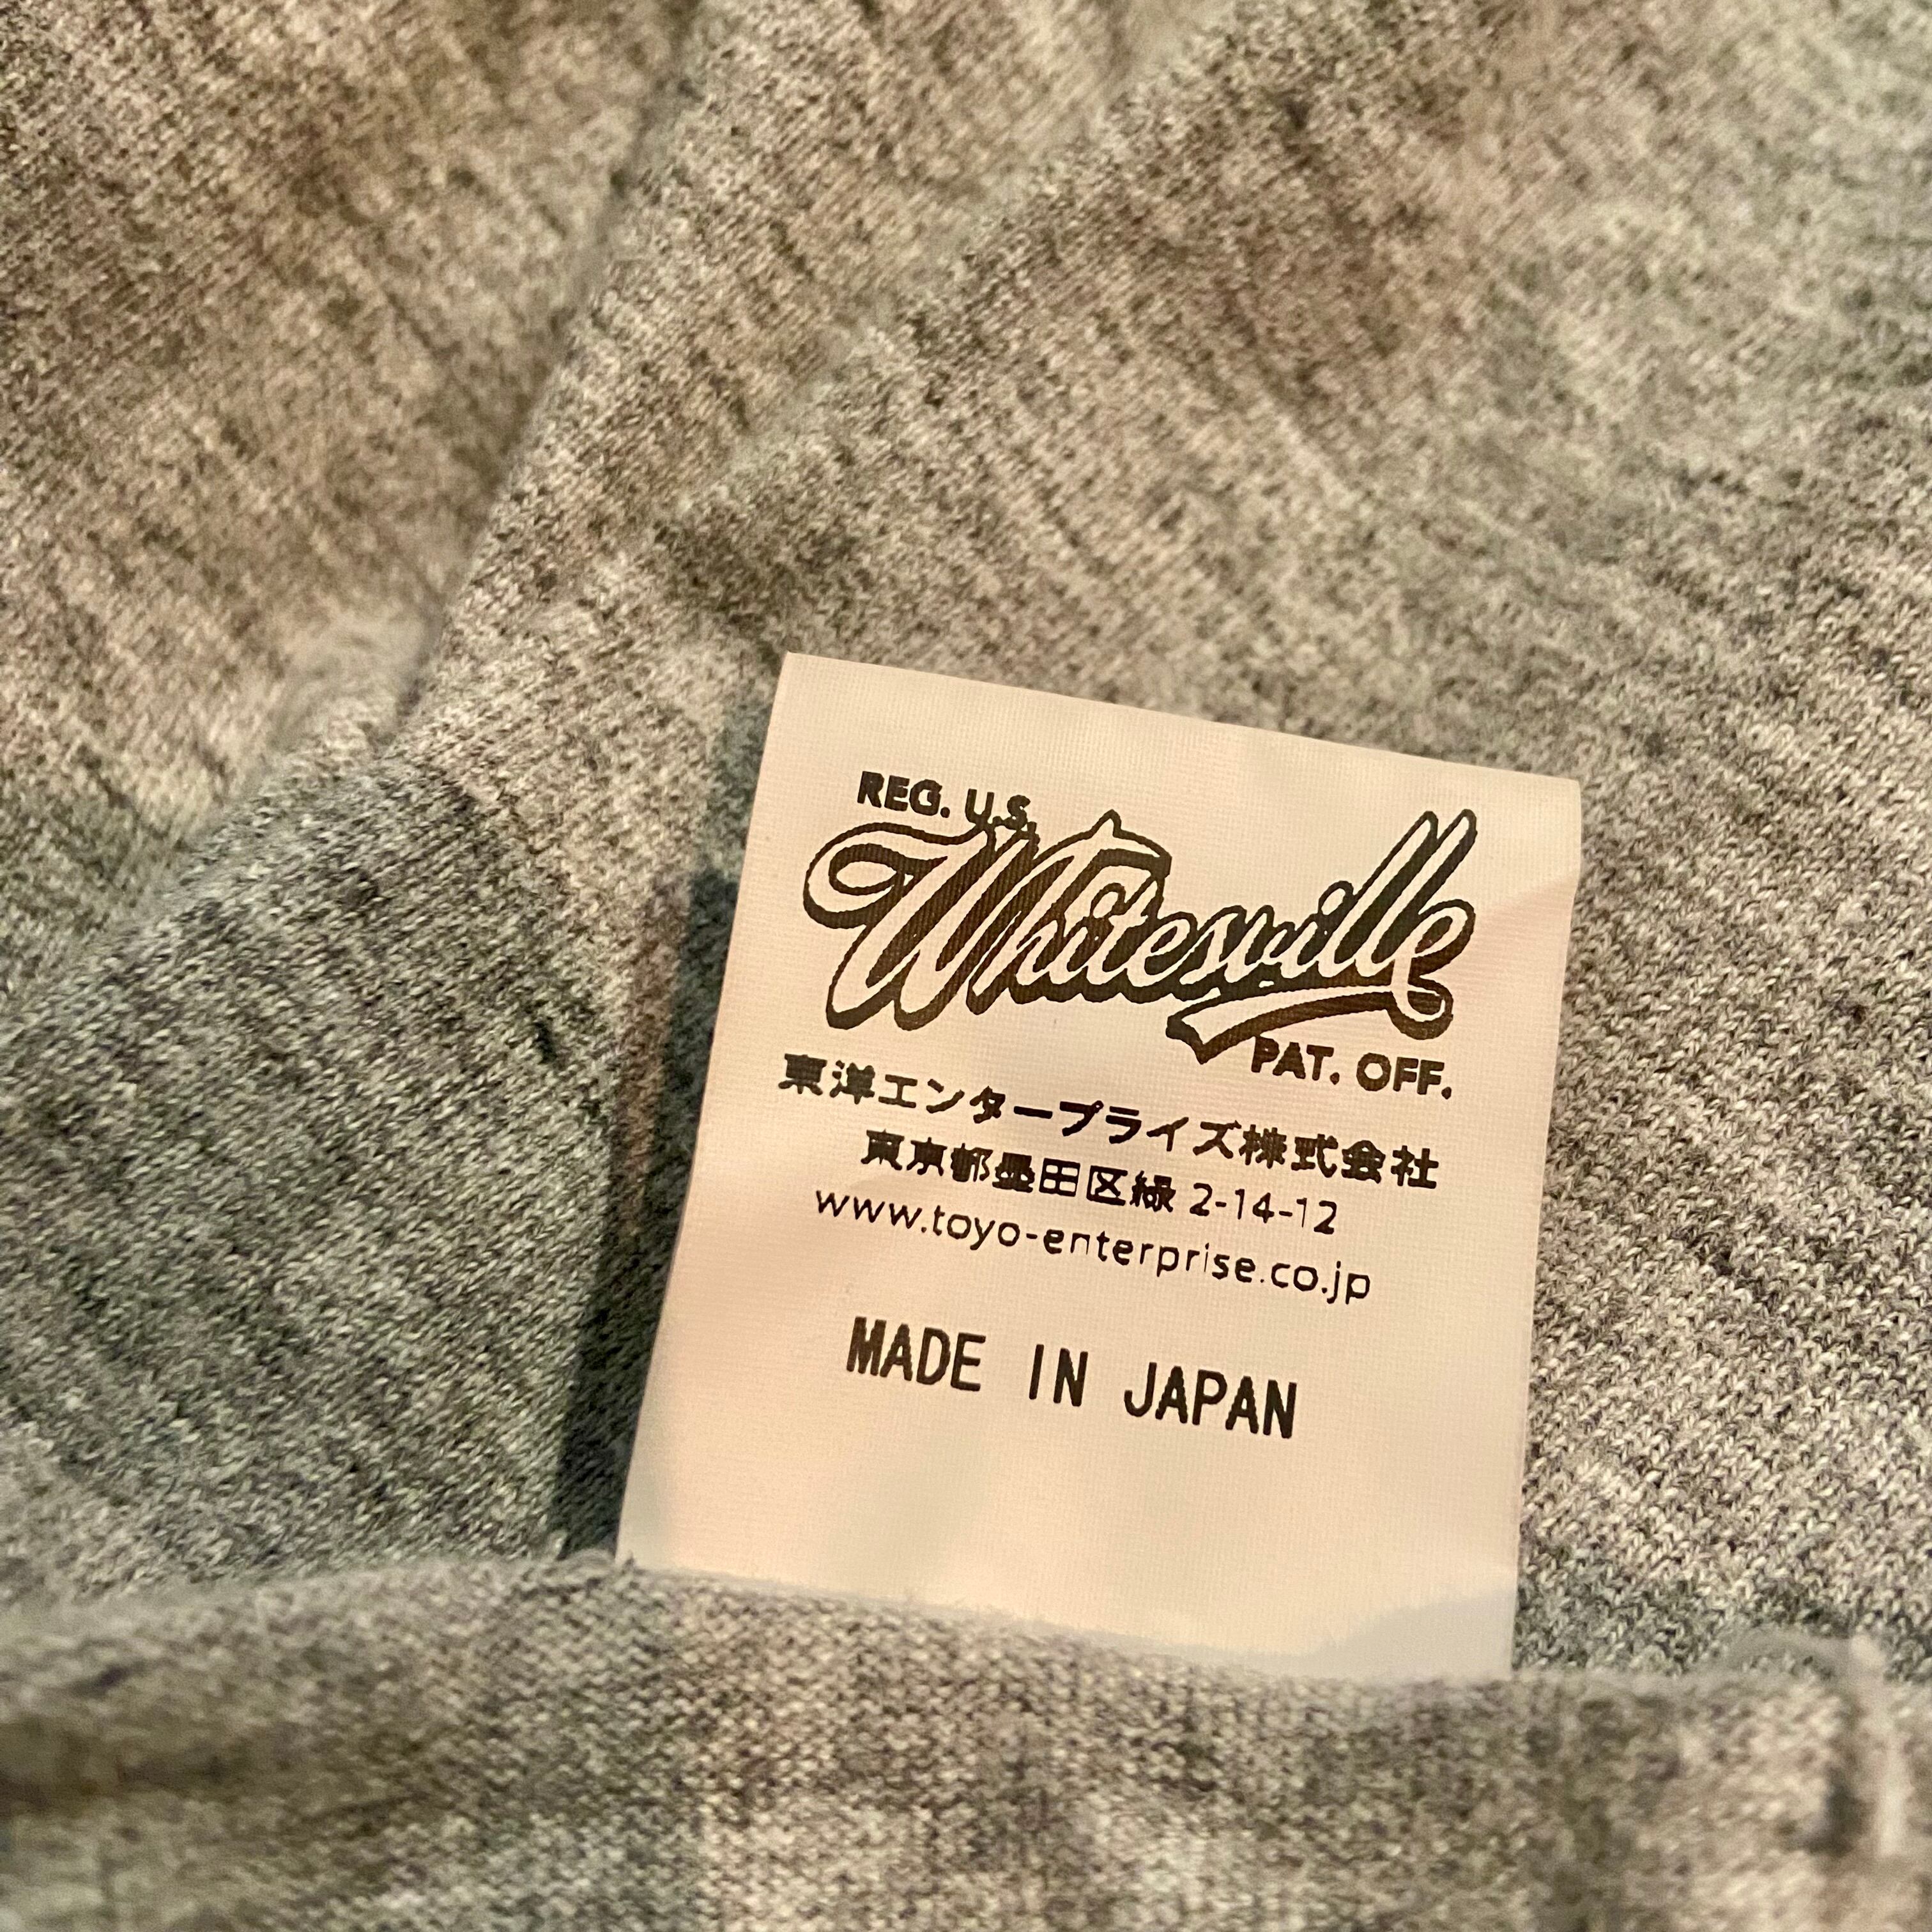 REG. U.S.
Whitesville
PAT. OFF.
東洋エンタープライズ株式会社
東京都墨田区緑 2-14-12
www.toyo-enterprise.co.jp
MADE IN JAPAN